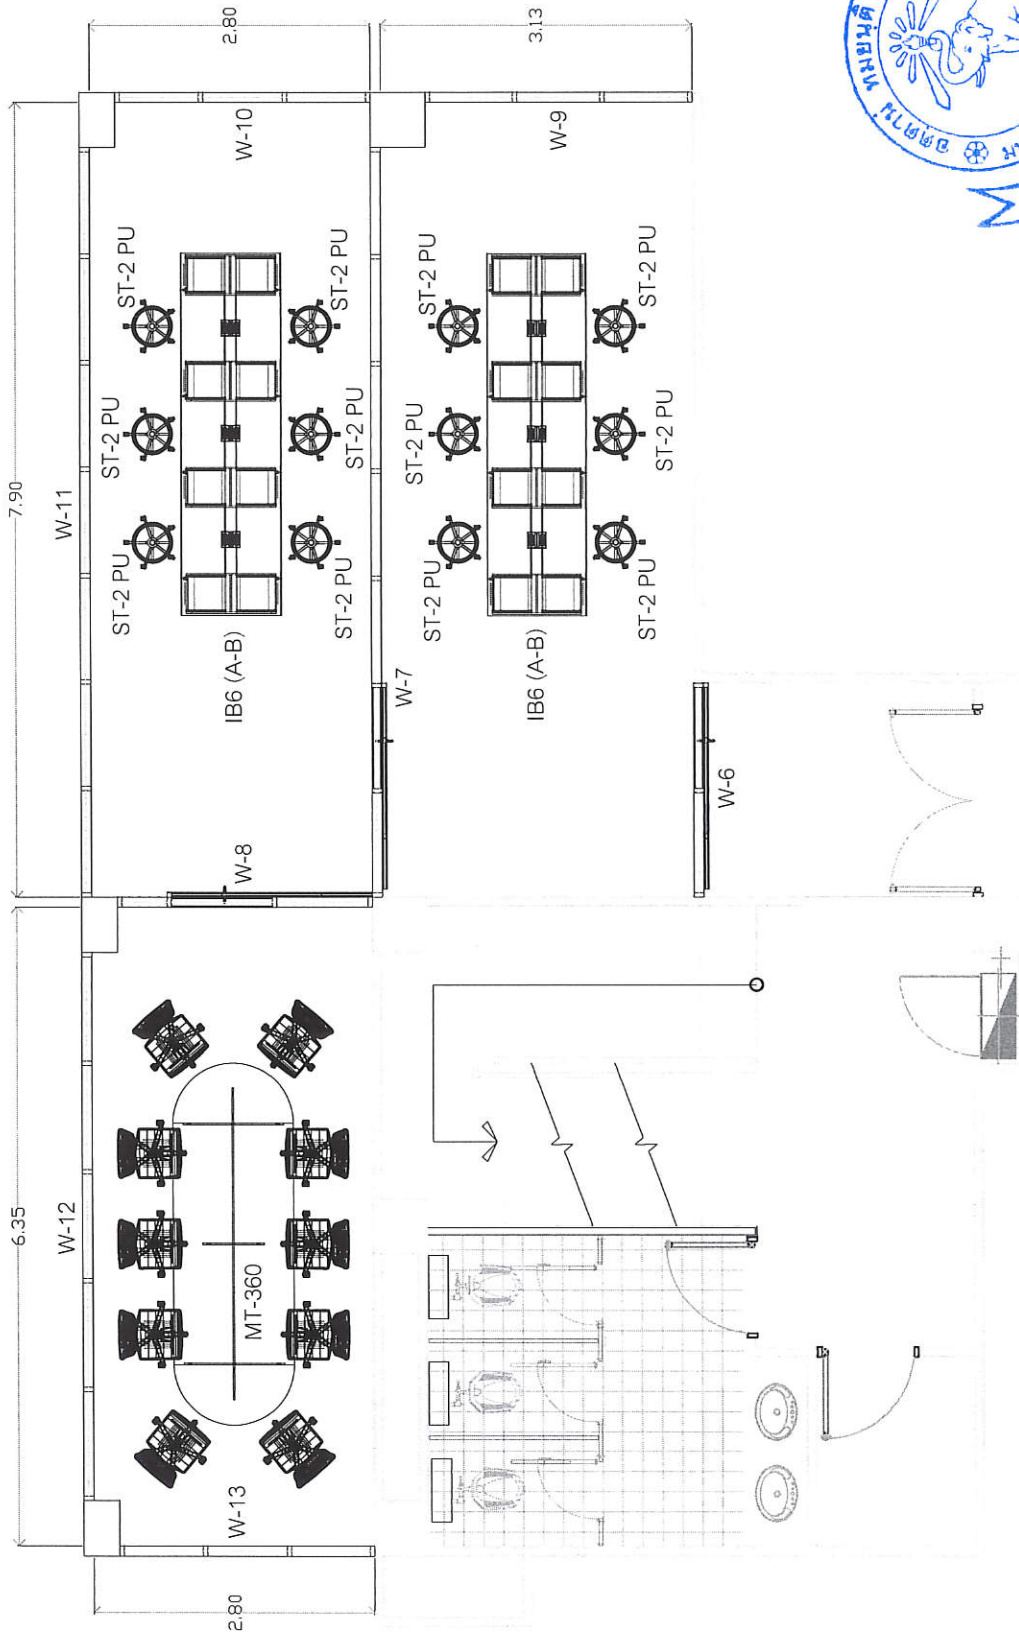 6.35
7.90
W-12
W-11
2.80
W-13
MT-360
W-8
W-10
2.80
ST-2 PU
ST-2 PU
ST-2 PU
IB6 (A-B)
ST-2 PU
ST-2 PU
ST-2 PU
W-7
W-9
3.13
ST-2 PU
ST-2 PU
ST-2 PU
IB6 (A-B)
ST-2 PU
ST-2 PU
ST-2 PU
W-6